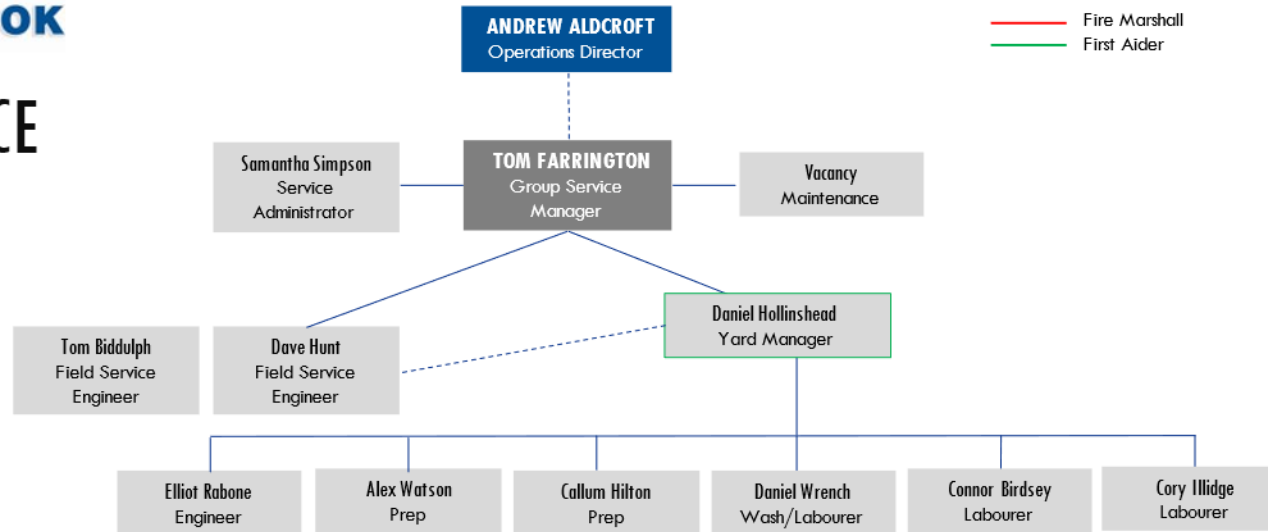 OK
CE
ANDREW ALDCROFT
Operations Director
Fire Marshall
First Aider
Samantha Simpson
Service
Administrator
TOM FARRINGTON
Group Service
Manager
Vacancy
Maintenance
Daniel Hollinshead
Yard Manager
Tom Biddulph
Field Service
Engineer
Dave Hunt
Field Service
Engineer
Elliot Rabone
Engineer
Alex Watson
Prep
Callum Hilton
Prep
Daniel Wrench
Wash/Labourer
Connor Birdsey
Labourer
Cory Illidge
Labourer